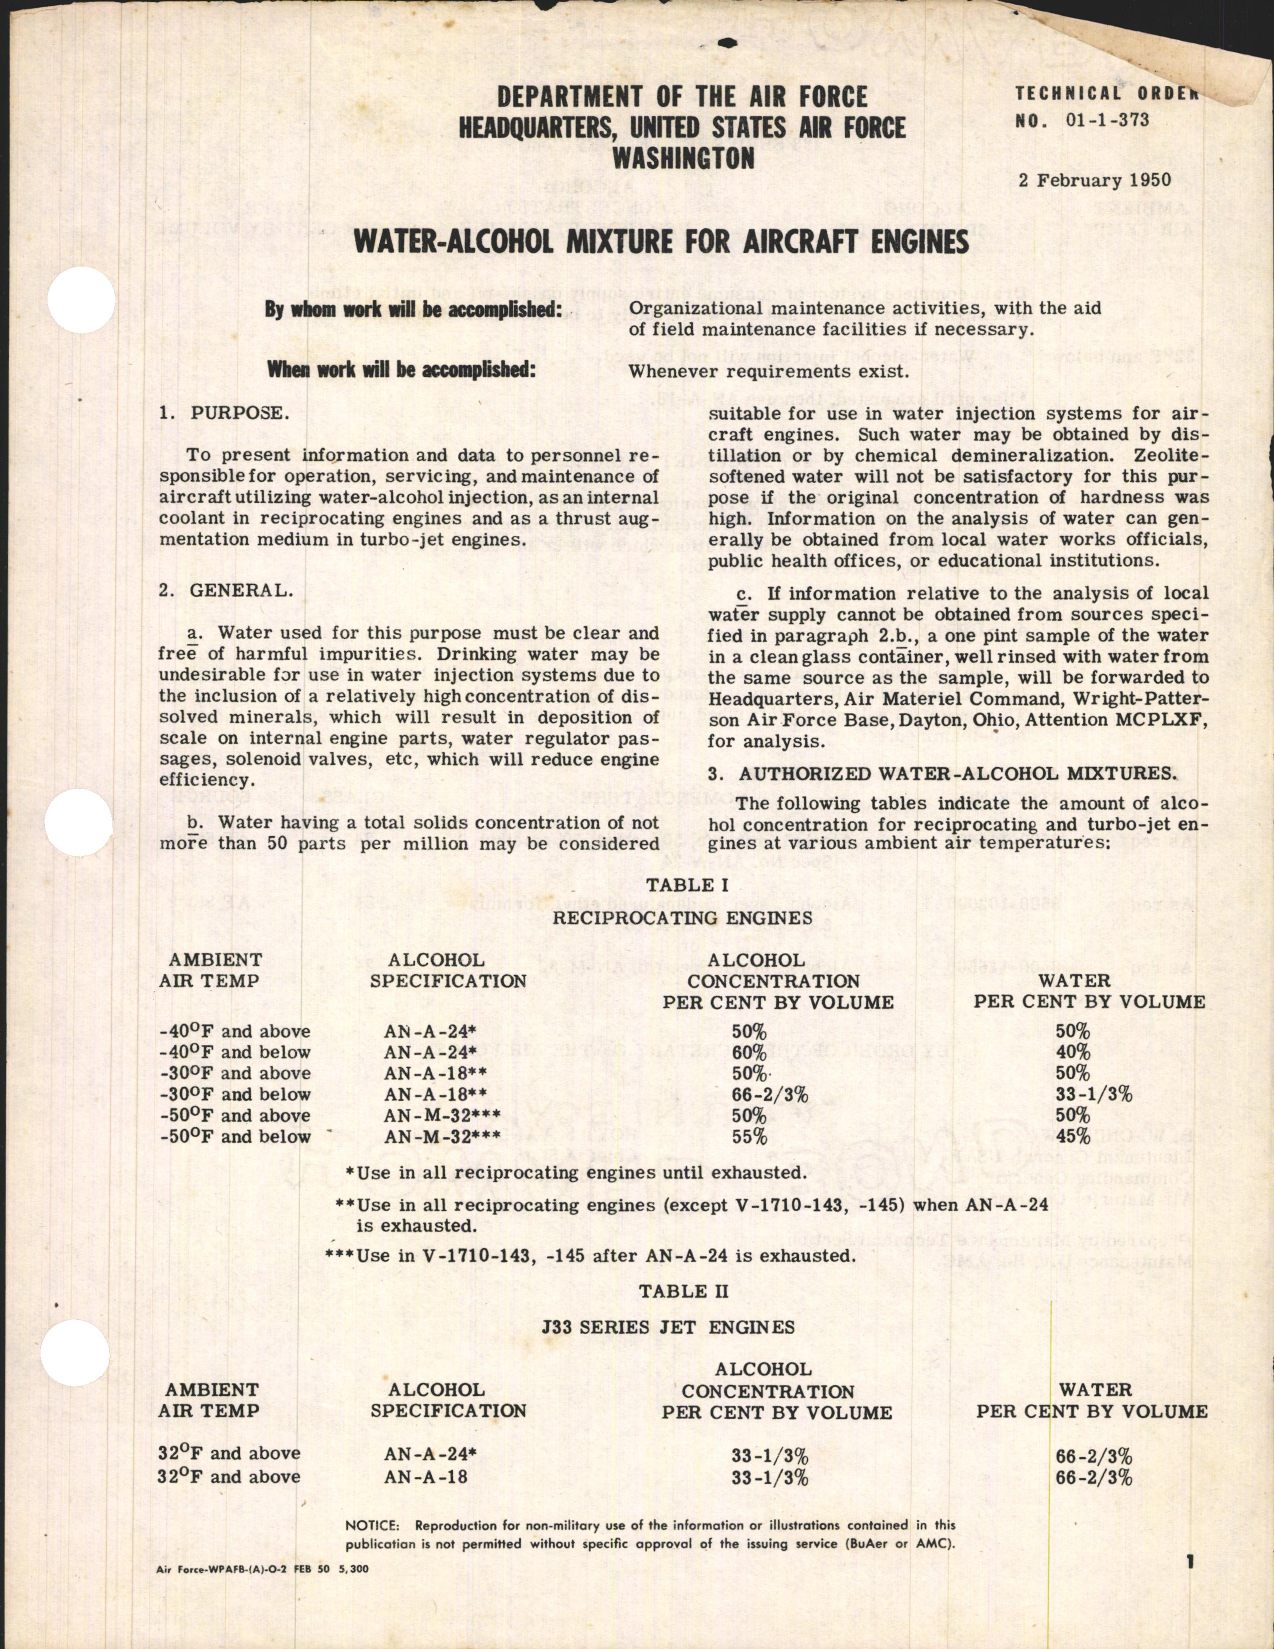 DEPARTMENT OF THE AIR FORCE
HEADQUARTERS, UNITED STATES AIR FORCE
WASHINGTON
TECHNICAL ORDER
NO. 01-1-373
2 February 1950
WATER-ALCOHOL MIXTURE FOR AIRCRAFT ENGINES
By whom work will be accomplished: Organizational maintenance activities, with the aid
of field maintenance facilities if necessary.
When work will be accomplished: Whenever requirements exist.
1. PURPOSE.
To present information and data to personnel re-
sponsible for operation, servicing, and maintenance of
aircraft utilizing water-alcohol injection, as an internal
coolant in reciprocating engines and as a thrust aug-
mentation medium in turbo-jet engines.
2. GENERAL.
a. Water used for this purpose must be clear and
free of harmful impurities. Drinking water may be
undesirable for use in water injection systems due to
the inclusion of a relatively high concentration of dis-
solved minerals, which will result in deposition of
scale on internal engine parts, water regulator pas-
sages, solenoid valves, etc, which will reduce engine
efficiency.
b. Water having a total solids concentration of not
more than 50 parts per million may be considered
suitable for use in water injection systems for air-
craft engines. Such water may be obtained by dis-
tillation or by chemical demineralization. Zeolite-
softened water will not be satisfactory for this pur-
pose if the original concentration of hardness was
high. Information on the analysis of water can gen-
erally be obtained from local water works officials,
public health offices, or educational institutions.
c. If information relative to the analysis of local
water supply cannot be obtained from sources speci-
fied in paragraph 2.b., a one pint sample of the water
in a clean glass container, well rinsed with water from
the same source as the sample, will be forwarded to
Headquarters, Air Materiel Command, Wright-Patter-
son Air Force Base, Dayton, Ohio, Attention MCPLXF,
for analysis.
3. AUTHORIZED WATER-ALCOHOL MIXTURES.
The following tables indicate the amount of alco-
hol concentration for reciprocating and turbo-jet en-
gines at various ambient air temperatures:
TABLE I
RECIPROCATING ENGINES
AMBIENT ALCOHOL ALCOHOL
AIR TEMP SPECIFICATION CONCENTRATION WATER
PER CENT BY VOLUME PER CENT BY VOLUME
-40°F and above AN-A-24* 50% 50%
-40°F and below AN-A-24* 60% 40%
-30°F and above AN-A-18** 50% 50%
-30°F and below AN-A-18** 66-2/3% 33-1/3%
-50°F and above AN-M-32*** 50% 50%
-50°F and below AN-M-32*** 55% 45%
*Use in all reciprocating engines until exhausted.
**Use in all reciprocating engines (except V-1710-143, -145) when AN-A-24
is exhausted.
***Use in V-1710-143, -145 after AN-A-24 is exhausted.
TABLE II
J33 SERIES JET ENGINES
ALCOHOL
AMBIENT ALCOHOL CONCENTRATION WATER
AIR TEMP SPECIFICATION PER CENT BY VOLUME PER CENT BY VOLUME
32°F and above AN-A-24* 33-1/3% 66-2/3%
32°F and above AN-A-18 33-1/3% 66-2/3%
NOTICE: Reproduction for non-military use of the information or illustrations contained in this
publication is not permitted without specific approval of the issuing service (BuAer or AMC).
Air Force-WPAFB-(A)-O-2 FEB 50 5,300
1